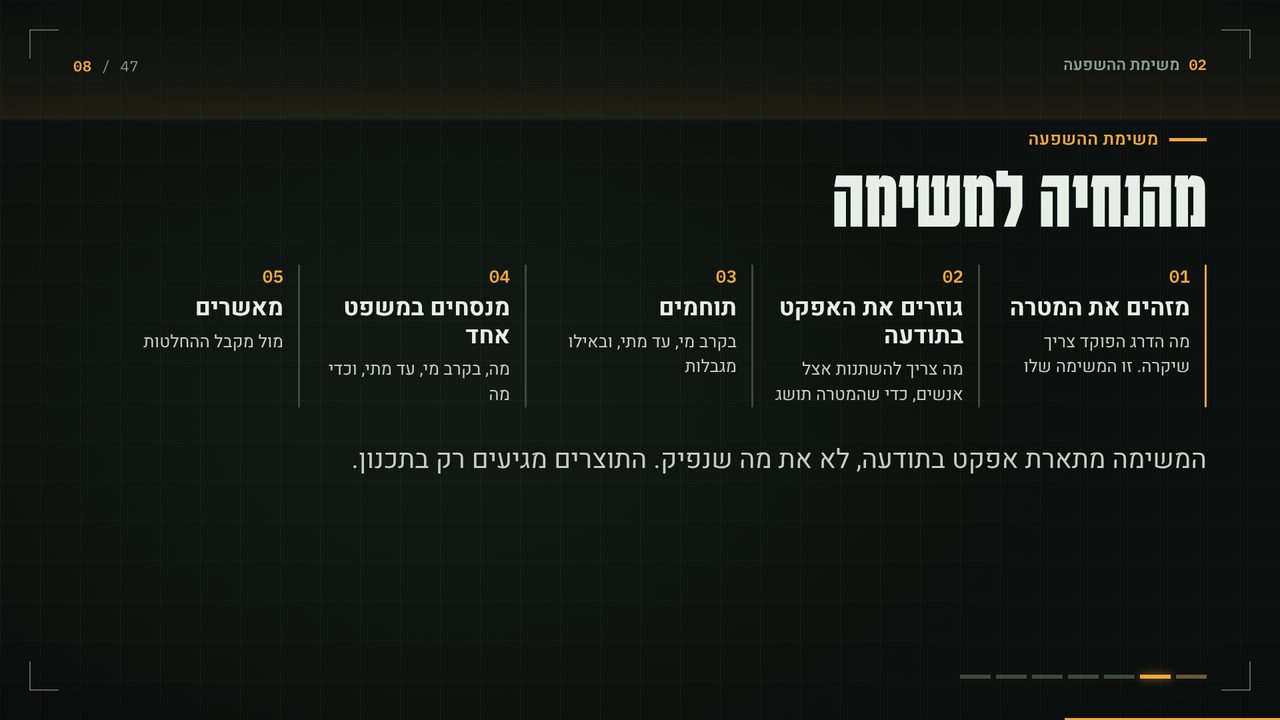 02 משימת ההשפעה
08 / 47
משימת ההשפעה
מהנחיה למשימה
01
מזהים את המטרה
מה הדרג הפוקד צריך
שיקרה. זו המשימה שלו
02
גוזרים את האפקט
בתודעה
מה צריך להשתנות אצל
אנשים, כדי שהמטרה תושג
03
תוחמים
בקרב מי, עד מתי, ובאילו
מגבלות
04
מנסחים במשפט
אחד
מה, בקרב מי, עד מתי, וכדי
מה
05
מאשרים
מול מקבל ההחלטות
המשימה מתארת אפקט בתודעה, לא את מה שנפיק. התוצרים מגיעים רק בתכנון.